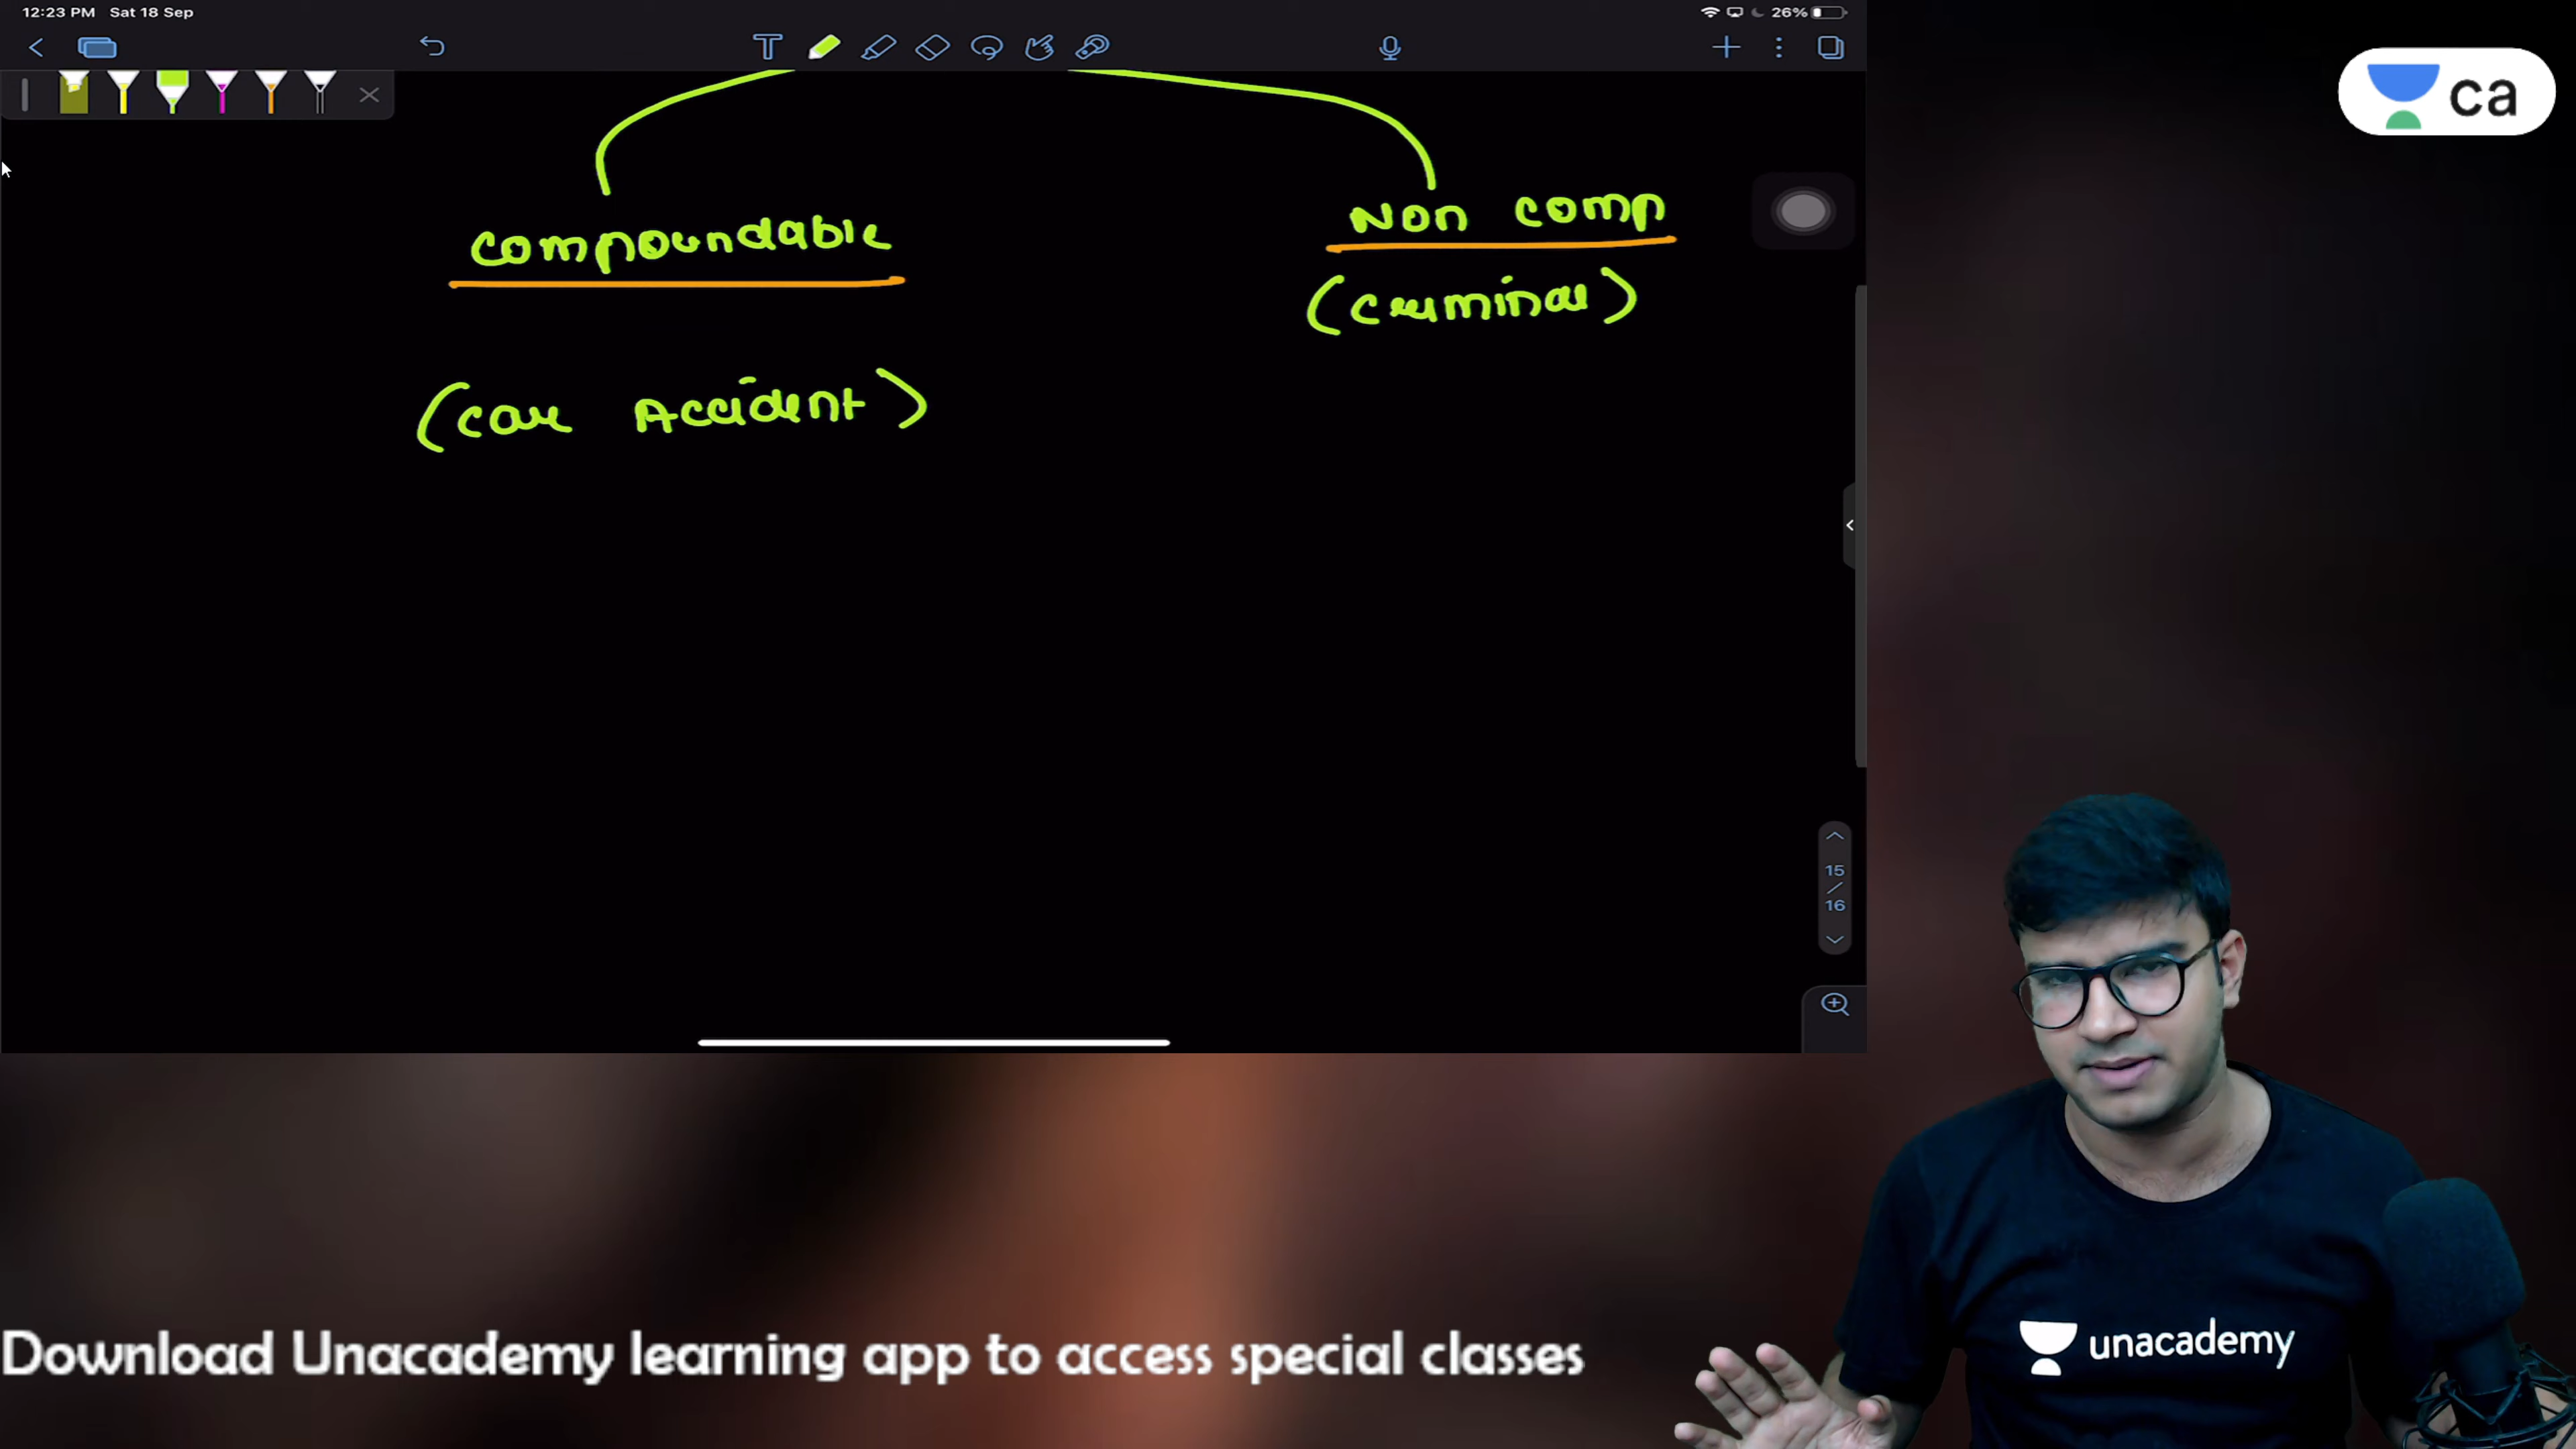 12:23 PM Sat 18 Sep
26%
T
ca
compoundable
Non comp
(criminal)
(car Accident)
15
16
unacademy
Download Unacademy learning app to access special classes